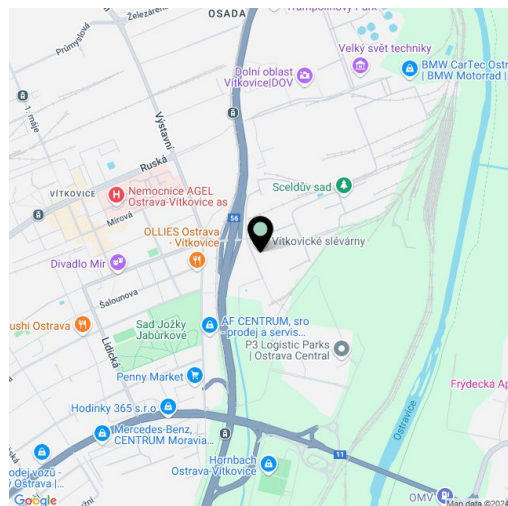 OSADA
Železárens
Trampolínový Park
Průmyslová
Velký svět techniky
Dolní oblast
Vítkovice|DOV
BMW CarTec Ostr
| BMW Motorrad |
1. máje
Výstavní
Ruská
VÍTKOVICE
Nemocnice AGEL
Ostrava-Vítkovice as
Sceldův sad
Mírová
OLLIES Ostrava
- Vítkovice
56
Vítkovické slévárny
Divadlo Mír
Šalounova
ushi Ostrava
Sad Jožky
Jabůrkové
AF CENTRUM, sro
prodej a servis...
P3 Logistic Parks
| Ostrava Central
Lidická
Penny Market
Frýdecká Ap
Hodinky 365 s.r.o
Ostravice
Mercedes-Benz,
CENTRUM Moravia...
11
Hornbach
Ostrava-Vítkovice
odej vozů -
ý Ostrava |...
OMV
Google
Map data ©2024